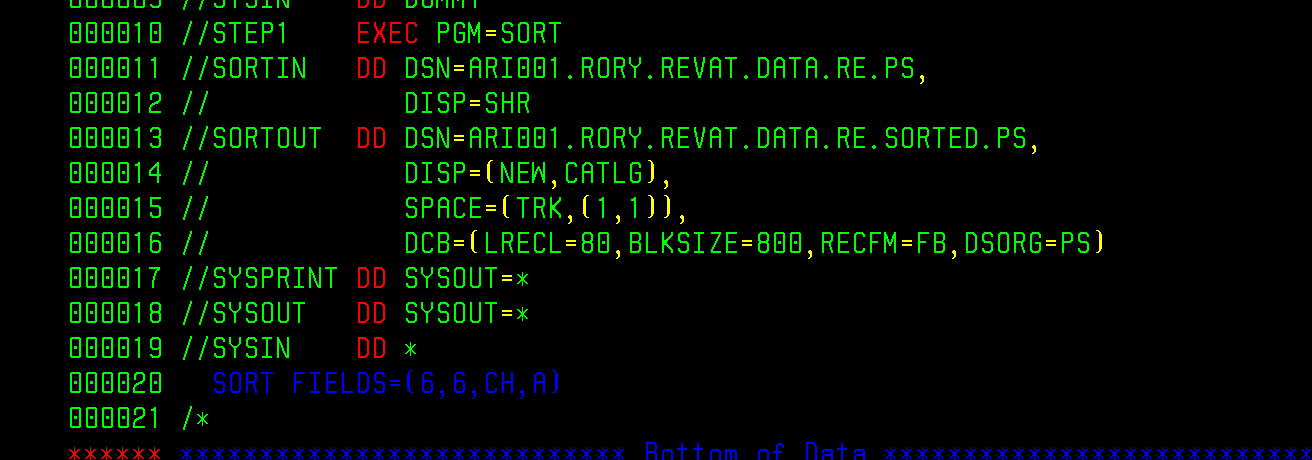 000009 //SYSIN    DD DUMMY
000010 //STEP1    EXEC PGM=SORT
000011 //SORTIN   DD DSN=ARI001.RORY.REVAT.DATA.RE.PS,
000012 //            DISP=SHR
000013 //SORTOUT  DD DSN=ARI001.RORY.REVAT.DATA.RE.SORTED.PS,
000014 //            DISP=(NEW,CATLG),
000015 //            SPACE=(TRK,(1,1)),
000016 //            DCB=(LRECL=80,BLKSIZE=800,RECFM=FB,DSORG=PS)
000017 //SYSPRINT DD SYSOUT=*
000018 //SYSOUT   DD SYSOUT=*
000019 //SYSIN    DD *
000020   SORT FIELDS=(6,6,CH,A)
000021 /*
****** **************************** Bottom of Data ***************************